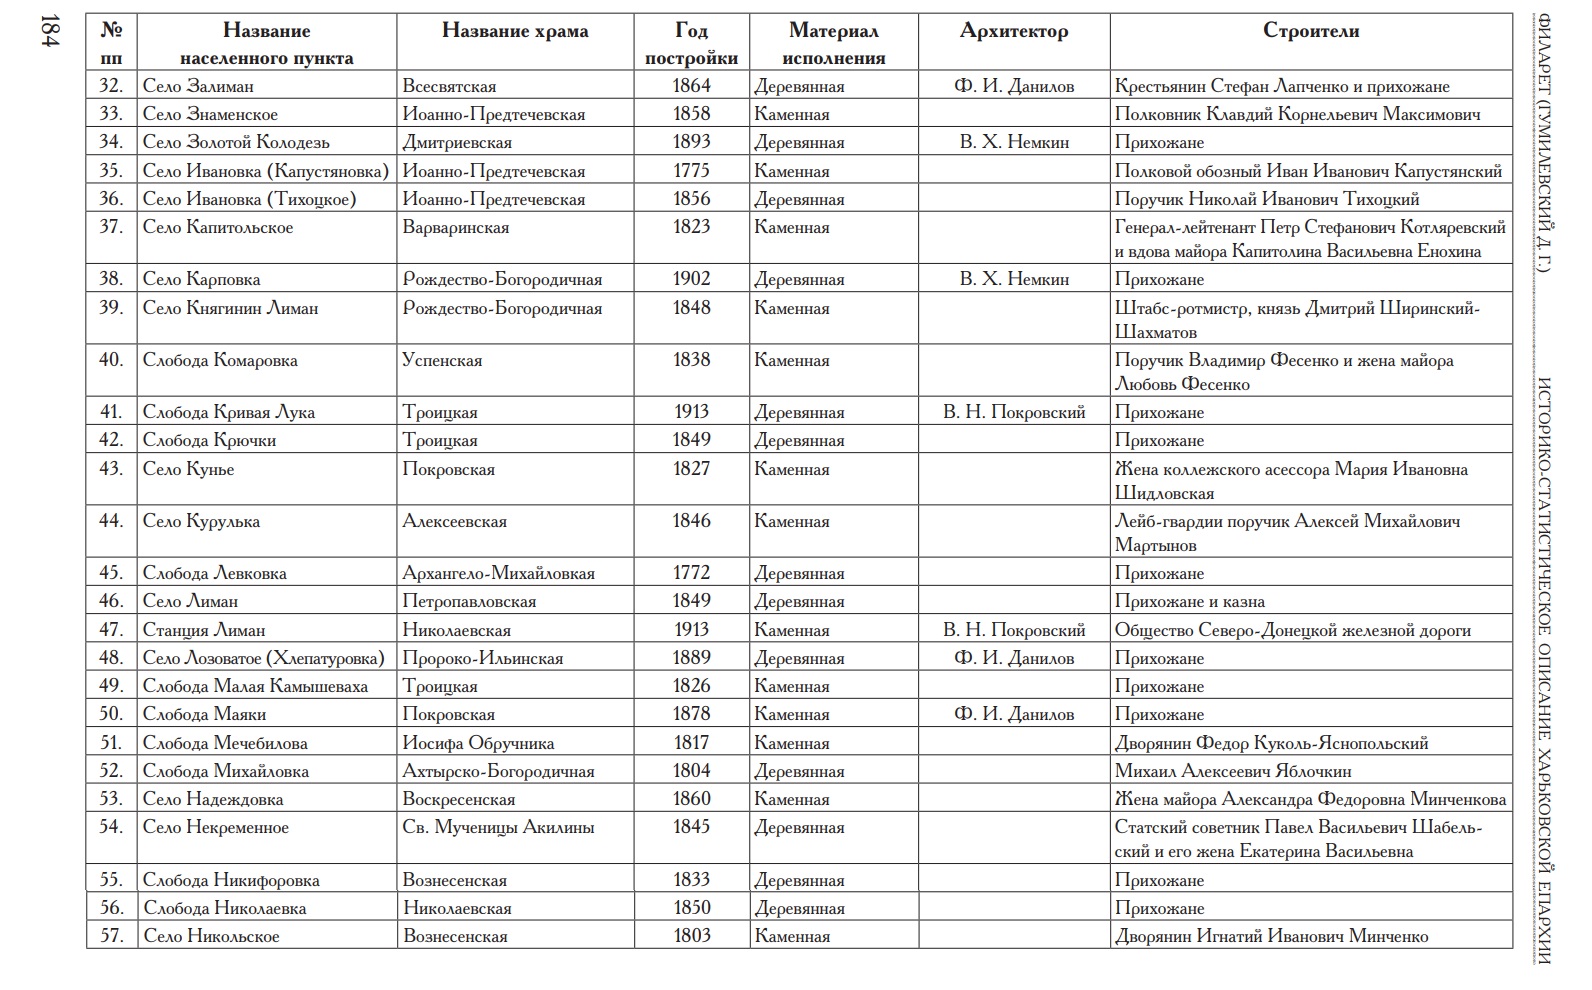 184
№ пп Название населенного пункта Название храма Год постройки Материал исполнения Архитектор Строители
32. Село Залиман Всесвятская 1864 Деревянная Ф. И. Данилов Крестьянин Стефан Лапченко и прихожане
33. Село Знаменское Иоанно-Предтечевская 1858 Каменная Полковник Клавдий Корнельевич Максимович
34. Село Золотой Колодезь Дмитриевская 1893 Деревянная В. Х. Немкин Прихожане
35. Село Ивановка (Капустяновка) Иоанно-Предтечевская 1775 Каменная Полковой обозный Иван Иванович Капустянский
36. Село Ивановка (Тихоцкое) Иоанно-Предтечевская 1856 Деревянная Поручик Николай Иванович Тихоцкий
37. Село Капитольское Варваринская 1823 Каменная Генерал-лейтенант Петр Стефанович Котляревский
и вдова майора Капитолина Васильевна Енохина
38. Село Карповка Рождество-Богородичная 1902 Деревянная В. Х. Немкин Прихожане
39. Село Княгинин Лиман Рождество-Богородичная 1848 Каменная Штабс-ротмистр, князь Дмитрий Ширинский-
Шахматов
40. Слобода Комаровка Успенская 1838 Каменная Поручик Владимир Фесенко и жена майора
Любовь Фесенко
41. Слобода Кривая Лука Троицкая 1913 Деревянная В. Н. Покровский Прихожане
42. Слобода Крючки Троицкая 1849 Деревянная Прихожане
43. Село Кунье Покровская 1827 Каменная Жена коллежского асессора Мария Ивановна
Шидловская
44. Село Курулька Алексеевская 1846 Каменная Лейб-гвардии поручик Алексей Михайлович
Мартынов
45. Слобода Левковка Архангело-Михайловкая 1772 Деревянная Прихожане
46. Село Лиман Петропавловская 1849 Деревянная Прихожане и казна
47. Станция Лиман Николаевская 1913 Каменная В. Н. Покровский Общество Северо-Донецкой железной дороги
48. Село Лозоватое (Хлепатуровка) Пророко-Ильинская 1889 Деревянная Ф. И. Данилов Прихожане
49. Слобода Малая Камышеваха Троицкая 1826 Каменная Прихожане
50. Слобода Маяки Покровская 1878 Каменная Ф. И. Данилов Прихожане
51. Слобода Мечебилова Иосифа Обручника 1817 Каменная Дворянин Федор Куколь-Яснопольский
52. Слобода Михайловка Ахтырско-Богородичная 1804 Деревянная Михаил Алексеевич Яблочкин
53. Село Надеждовка Воскресенская 1860 Каменная Жена майора Александра Федоровна Минченкова
54. Село Некременное Св. Мученицы Акилины 1845 Деревянная Статский советник Павел Васильевич Шабель-
ский и его жена Екатерина Васильевна
55. Слобода Никифоровка Вознесенская 1833 Деревянная Прихожане
56. Слобода Николаевка Николаевская 1850 Деревянная Прихожане
57. Село Никольское Вознесенская 1803 Каменная Дворянин Игнатий Иванович Минченко
ФИЛАРЕТ (ГУМИЛЕВСКИЙ Д. Г.) ИСТОРИКО-СТАТИСТИЧЕСКОЕ ОПИСАНИЕ ХАРЬКОВСКОЙ ЕПАРХИИ